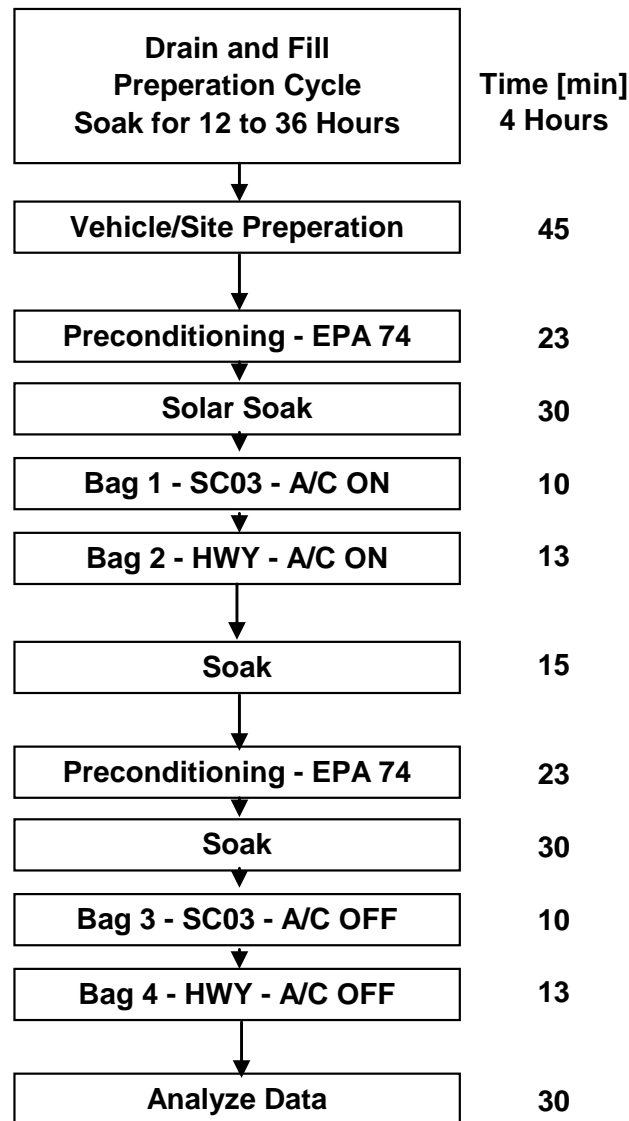 Drain and Fill
Preperation Cycle
Soak for 12 to 36 Hours
Time [min]
4 Hours
Vehicle/Site Preperation
45
Preconditioning - EPA 74
23
Solar Soak
30
Bag 1 - SC03 - A/C ON
10
Bag 2 - HWY - A/C ON
13
Soak
15
Preconditioning - EPA 74
23
Soak
30
Bag 3 - SC03 - A/C OFF
10
Bag 4 - HWY - A/C OFF
13
Analyze Data
30